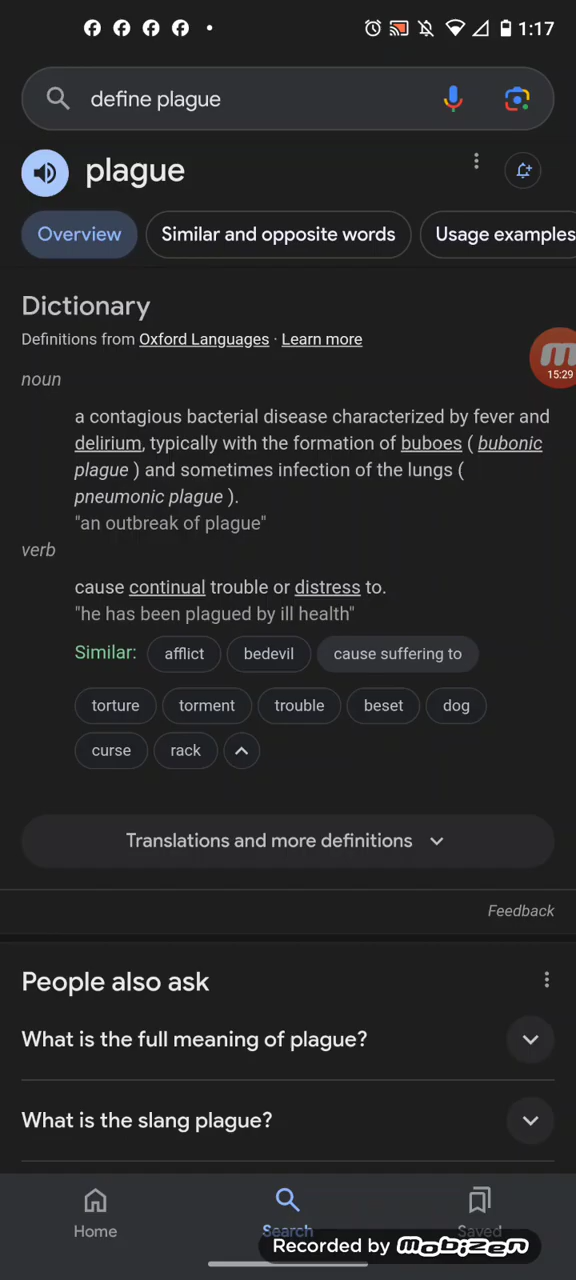 1:17
define plague
plague
Overview
Similar and opposite words
Usage examples
Dictionary
Definitions from Oxford Languages · Learn more
noun
15:29
a contagious bacterial disease characterized by fever and
delirium, typically with the formation of buboes ( bubonic
plague ) and sometimes infection of the lungs (
pneumonic plague ).
"an outbreak of plague"
verb
cause continual trouble or distress to.
"he has been plagued by ill health"
Similar: afflict bedevil cause suffering to
torture torment trouble beset dog
curse rack
Translations and more definitions
Feedback
People also ask
What is the full meaning of plague?
What is the slang plague?
Home Search Saved
Recorded by mobizen